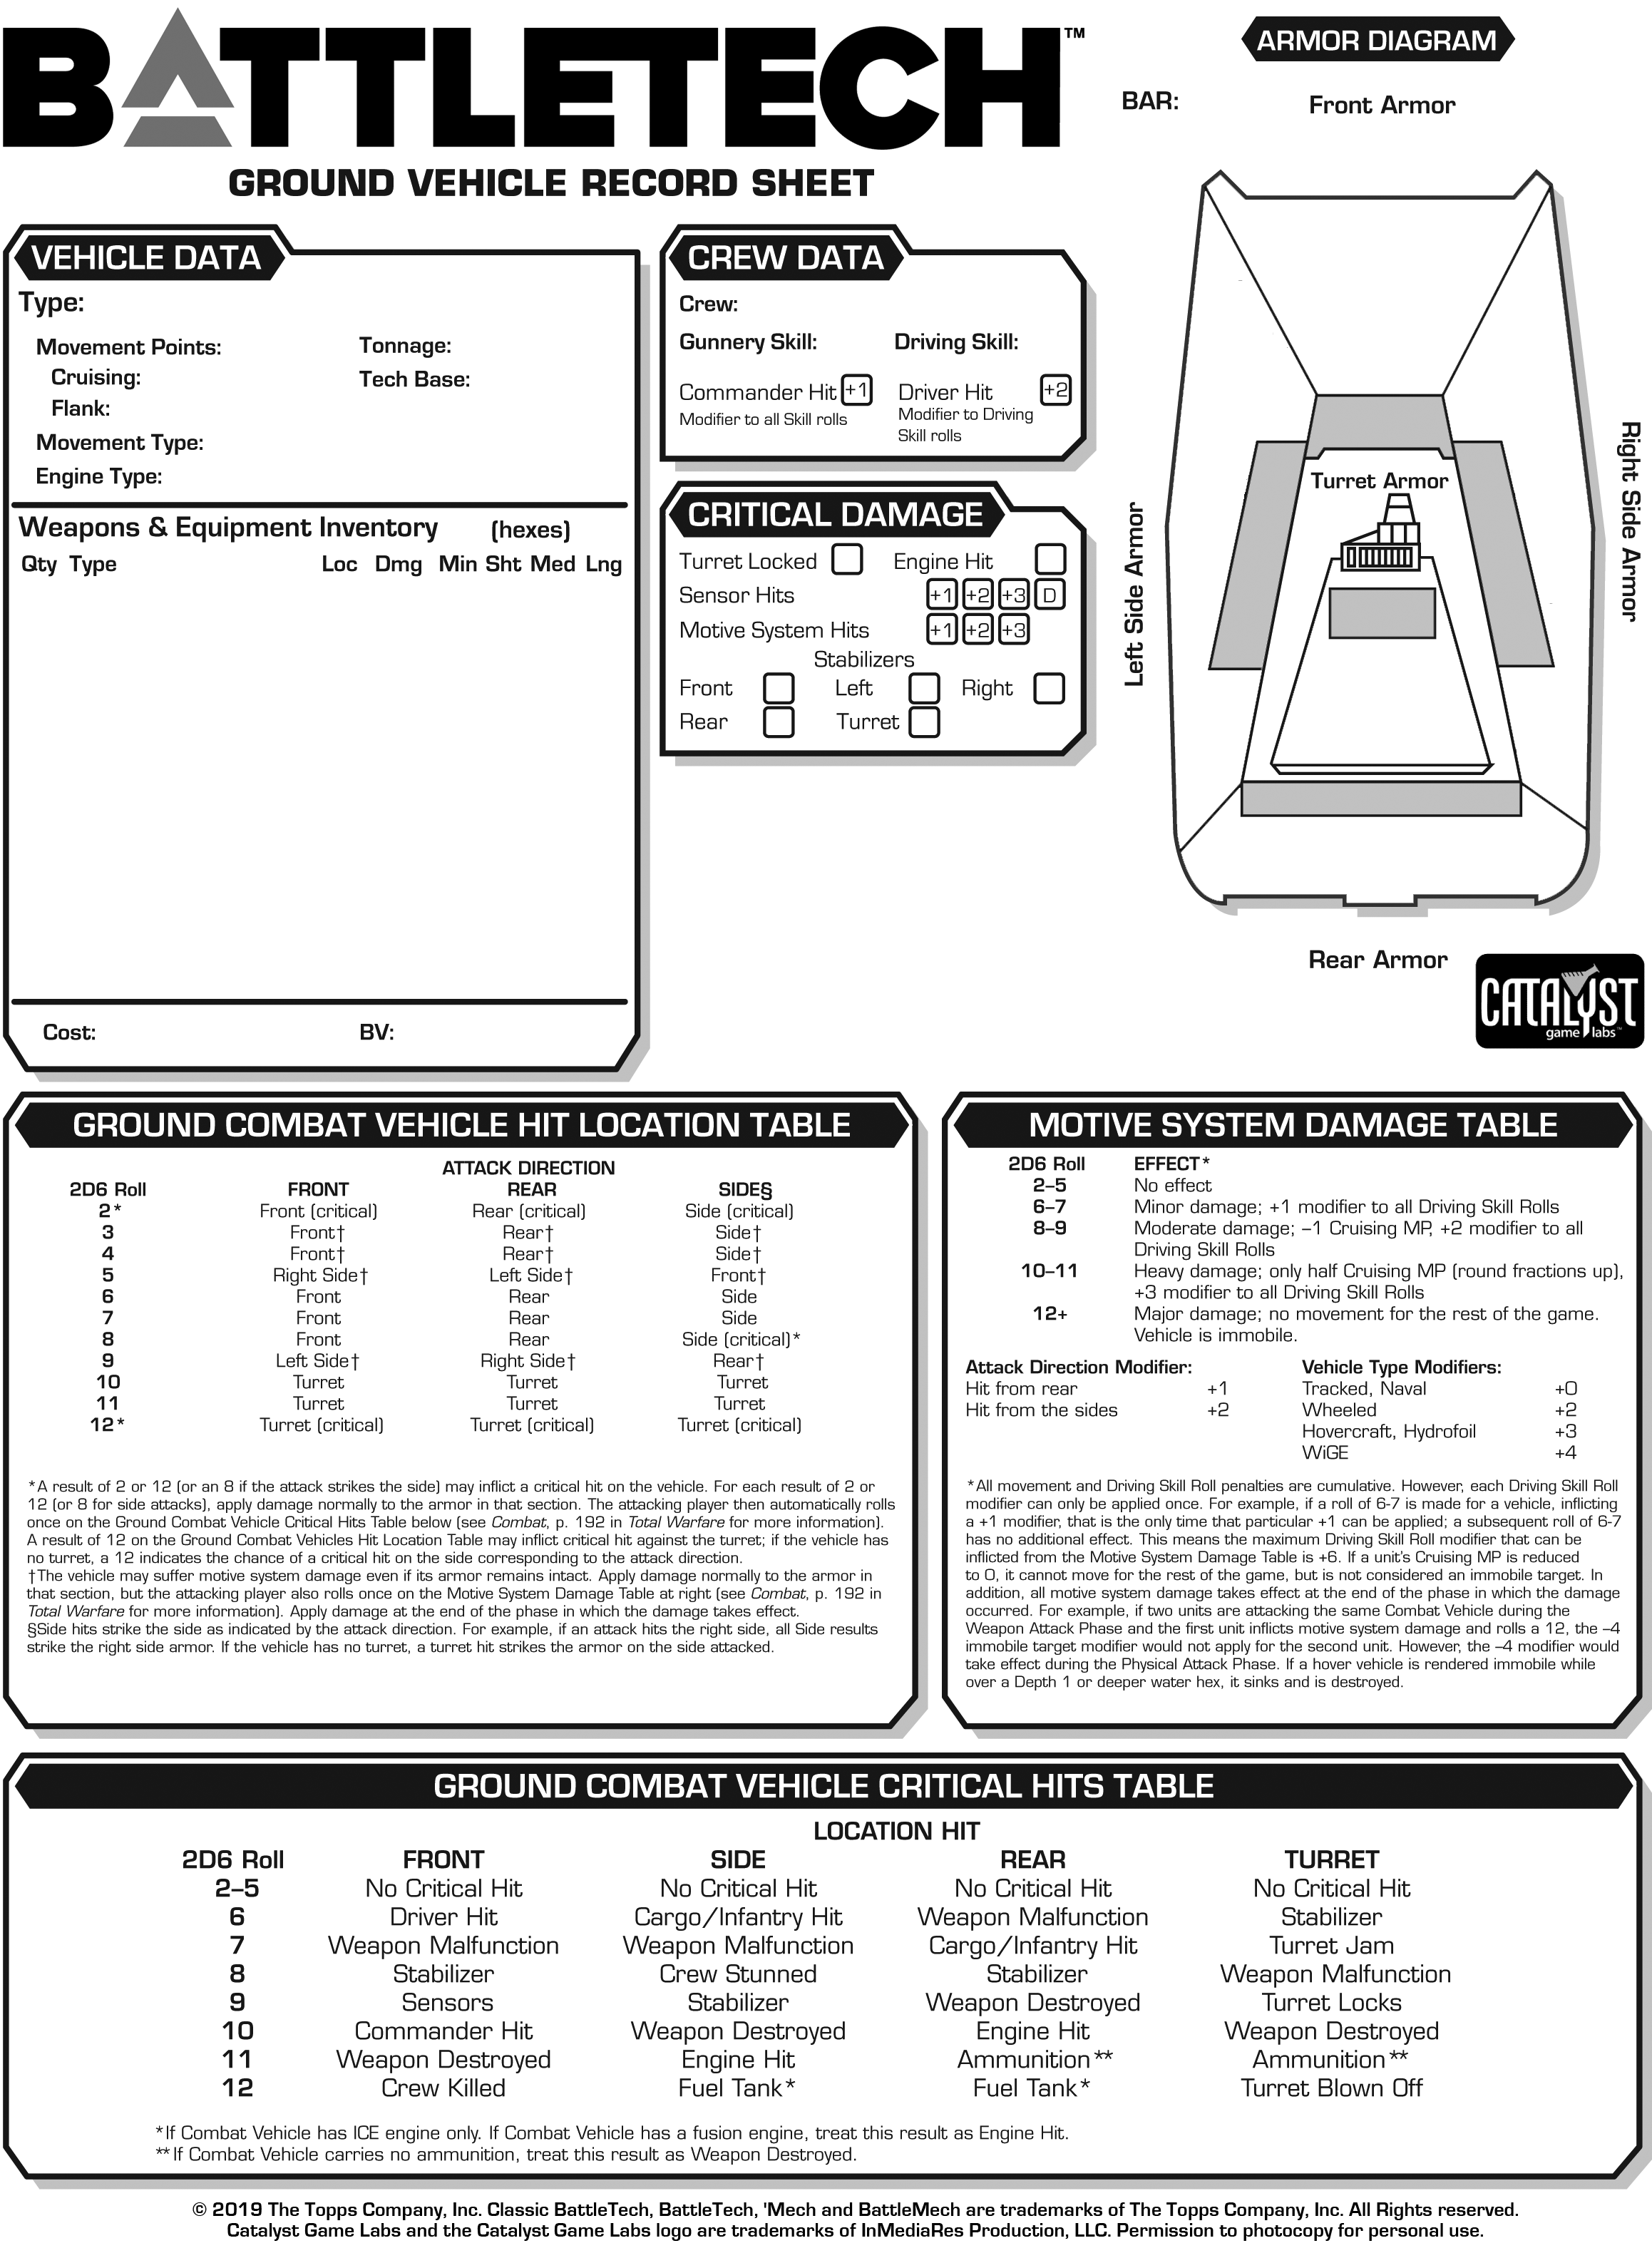 BATTLETECH™
GROUND VEHICLE RECORD SHEET
ARMOR DIAGRAM
BAR:
Front Armor
VEHICLE DATA
Type:
Movement Points:
Tonnage:
Cruising:
Tech Base:
Flank:
Movement Type:
Engine Type:
Weapons & Equipment Inventory (hexes)
Qty Type Loc Dmg Min Sht Med Lng
Cost: BV:
CREW DATA
Crew:
Gunnery Skill: Driving Skill:
Commander Hit +1 Driver Hit +2
Modifier to all Skill rolls
Modifier to Driving
Skill rolls
CRITICAL DAMAGE
Turret Locked Engine Hit
Sensor Hits +1 +2 +3 D
Motive System Hits +1 +2 +3
Stabilizers
Front Left Right
Rear Turret
Turret Armor
Left Side Armor
Right Side Armor
Rear Armor
CATALYST
game labs™
GROUND COMBAT VEHICLE HIT LOCATION TABLE
ATTACK DIRECTION
2D6 Roll FRONT REAR SIDE§
2* Front (critical) Rear (critical) Side (critical)
3 Front† Rear† Side†
4 Front† Rear† Side†
5 Right Side† Left Side† Front†
6 Front Rear Side
7 Front Rear Side
8 Front Rear Side (critical)*
9 Left Side† Right Side† Rear†
10 Turret Turret Turret
11 Turret Turret Turret
12* Turret (critical) Turret (critical) Turret (critical)
*A result of 2 or 12 (or an 8 if the attack strikes the side) may inflict a critical hit on the vehicle. For each result of 2 or
12 (or 8 for side attacks), apply damage normally to the armor in that section. The attacking player then automatically rolls
once on the Ground Combat Vehicle Critical Hits Table below (see Combat, p. 192 in Total Warfare for more information).
A result of 12 on the Ground Combat Vehicles Hit Location Table may inflict critical hit against the turret; if the vehicle has
no turret, a 12 indicates the chance of a critical hit on the side corresponding to the attack direction.
†The vehicle may suffer motive system damage even if its armor remains intact. Apply damage normally to the armor in
that section, but the attacking player also rolls once on the Motive System Damage Table at right (see Combat, p. 192 in
Total Warfare for more information). Apply damage at the end of the phase in which the damage takes effect.
§Side hits strike the side as indicated by the attack direction. For example, if an attack hits the right side, all Side results
strike the right side armor. If the vehicle has no turret, a turret hit strikes the armor on the side attacked.
MOTIVE SYSTEM DAMAGE TABLE
2D6 Roll EFFECT*
2–5 No effect
6–7 Minor damage; +1 modifier to all Driving Skill Rolls
8–9 Moderate damage; –1 Cruising MP, +2 modifier to all
Driving Skill Rolls
10–11 Heavy damage; only half Cruising MP (round fractions up),
+3 modifier to all Driving Skill Rolls
12+ Major damage; no movement for the rest of the game.
Vehicle is immobile.
Attack Direction Modifier: Vehicle Type Modifiers:
Hit from rear +1 Tracked, Naval +0
Hit from the sides +2 Wheeled +2
Hovercraft, Hydrofoil +3
WiGE +4
*All movement and Driving Skill Roll penalties are cumulative. However, each Driving Skill Roll
modifier can only be applied once. For example, if a roll of 6-7 is made for a vehicle, inflicting
a +1 modifier, that is the only time that particular +1 can be applied; a subsequent roll of 6-7
has no additional effect. This means the maximum Driving Skill Roll modifier that can be
inflicted from the Motive System Damage Table is +6. If a unit's Cruising MP is reduced
to 0, it cannot move for the rest of the game, but is not considered an immobile target. In
addition, all motive system damage takes effect at the end of the phase in which the damage
occurred. For example, if two units are attacking the same Combat Vehicle during the
Weapon Attack Phase and the first unit inflicts motive system damage and rolls a 12, the –4
immobile target modifier would not apply for the second unit. However, the –4 modifier would
take effect during the Physical Attack Phase. If a hover vehicle is rendered immobile while
over a Depth 1 or deeper water hex, it sinks and is destroyed.
GROUND COMBAT VEHICLE CRITICAL HITS TABLE
LOCATION HIT
2D6 Roll FRONT SIDE REAR TURRET
2–5 No Critical Hit No Critical Hit No Critical Hit No Critical Hit
6 Driver Hit Cargo/Infantry Hit Weapon Malfunction Stabilizer
7 Weapon Malfunction Weapon Malfunction Cargo/Infantry Hit Turret Jam
8 Stabilizer Crew Stunned Stabilizer Weapon Malfunction
9 Sensors Stabilizer Weapon Destroyed Turret Locks
10 Commander Hit Weapon Destroyed Engine Hit Weapon Destroyed
11 Weapon Destroyed Engine Hit Ammunition** Ammunition**
12 Crew Killed Fuel Tank* Fuel Tank* Turret Blown Off
*If Combat Vehicle has ICE engine only. If Combat Vehicle has a fusion engine, treat this result as Engine Hit.
**If Combat Vehicle carries no ammunition, treat this result as Weapon Destroyed.
© 2019 The Topps Company, Inc. Classic BattleTech, BattleTech, 'Mech and BattleMech are trademarks of The Topps Company, Inc. All Rights reserved.
Catalyst Game Labs and the Catalyst Game Labs logo are trademarks of InMediaRes Production, LLC. Permission to photocopy for personal use.